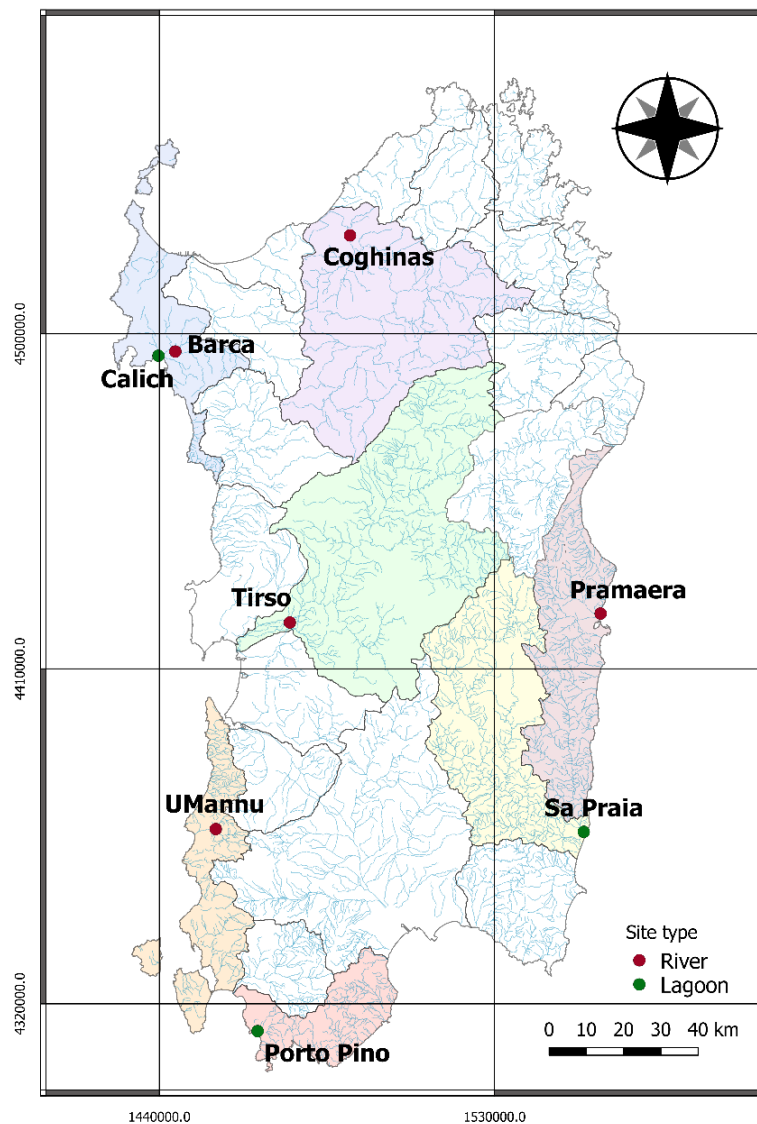 Coghinas
4500000.0
Barca
Calich
Tirso
Pramaera
4410000.0
UMannu
Sa Praia
Site type
River
Lagoon
4320000.0
0 10 20 30 40 km
Porto Pino
1440000.0 1530000.0